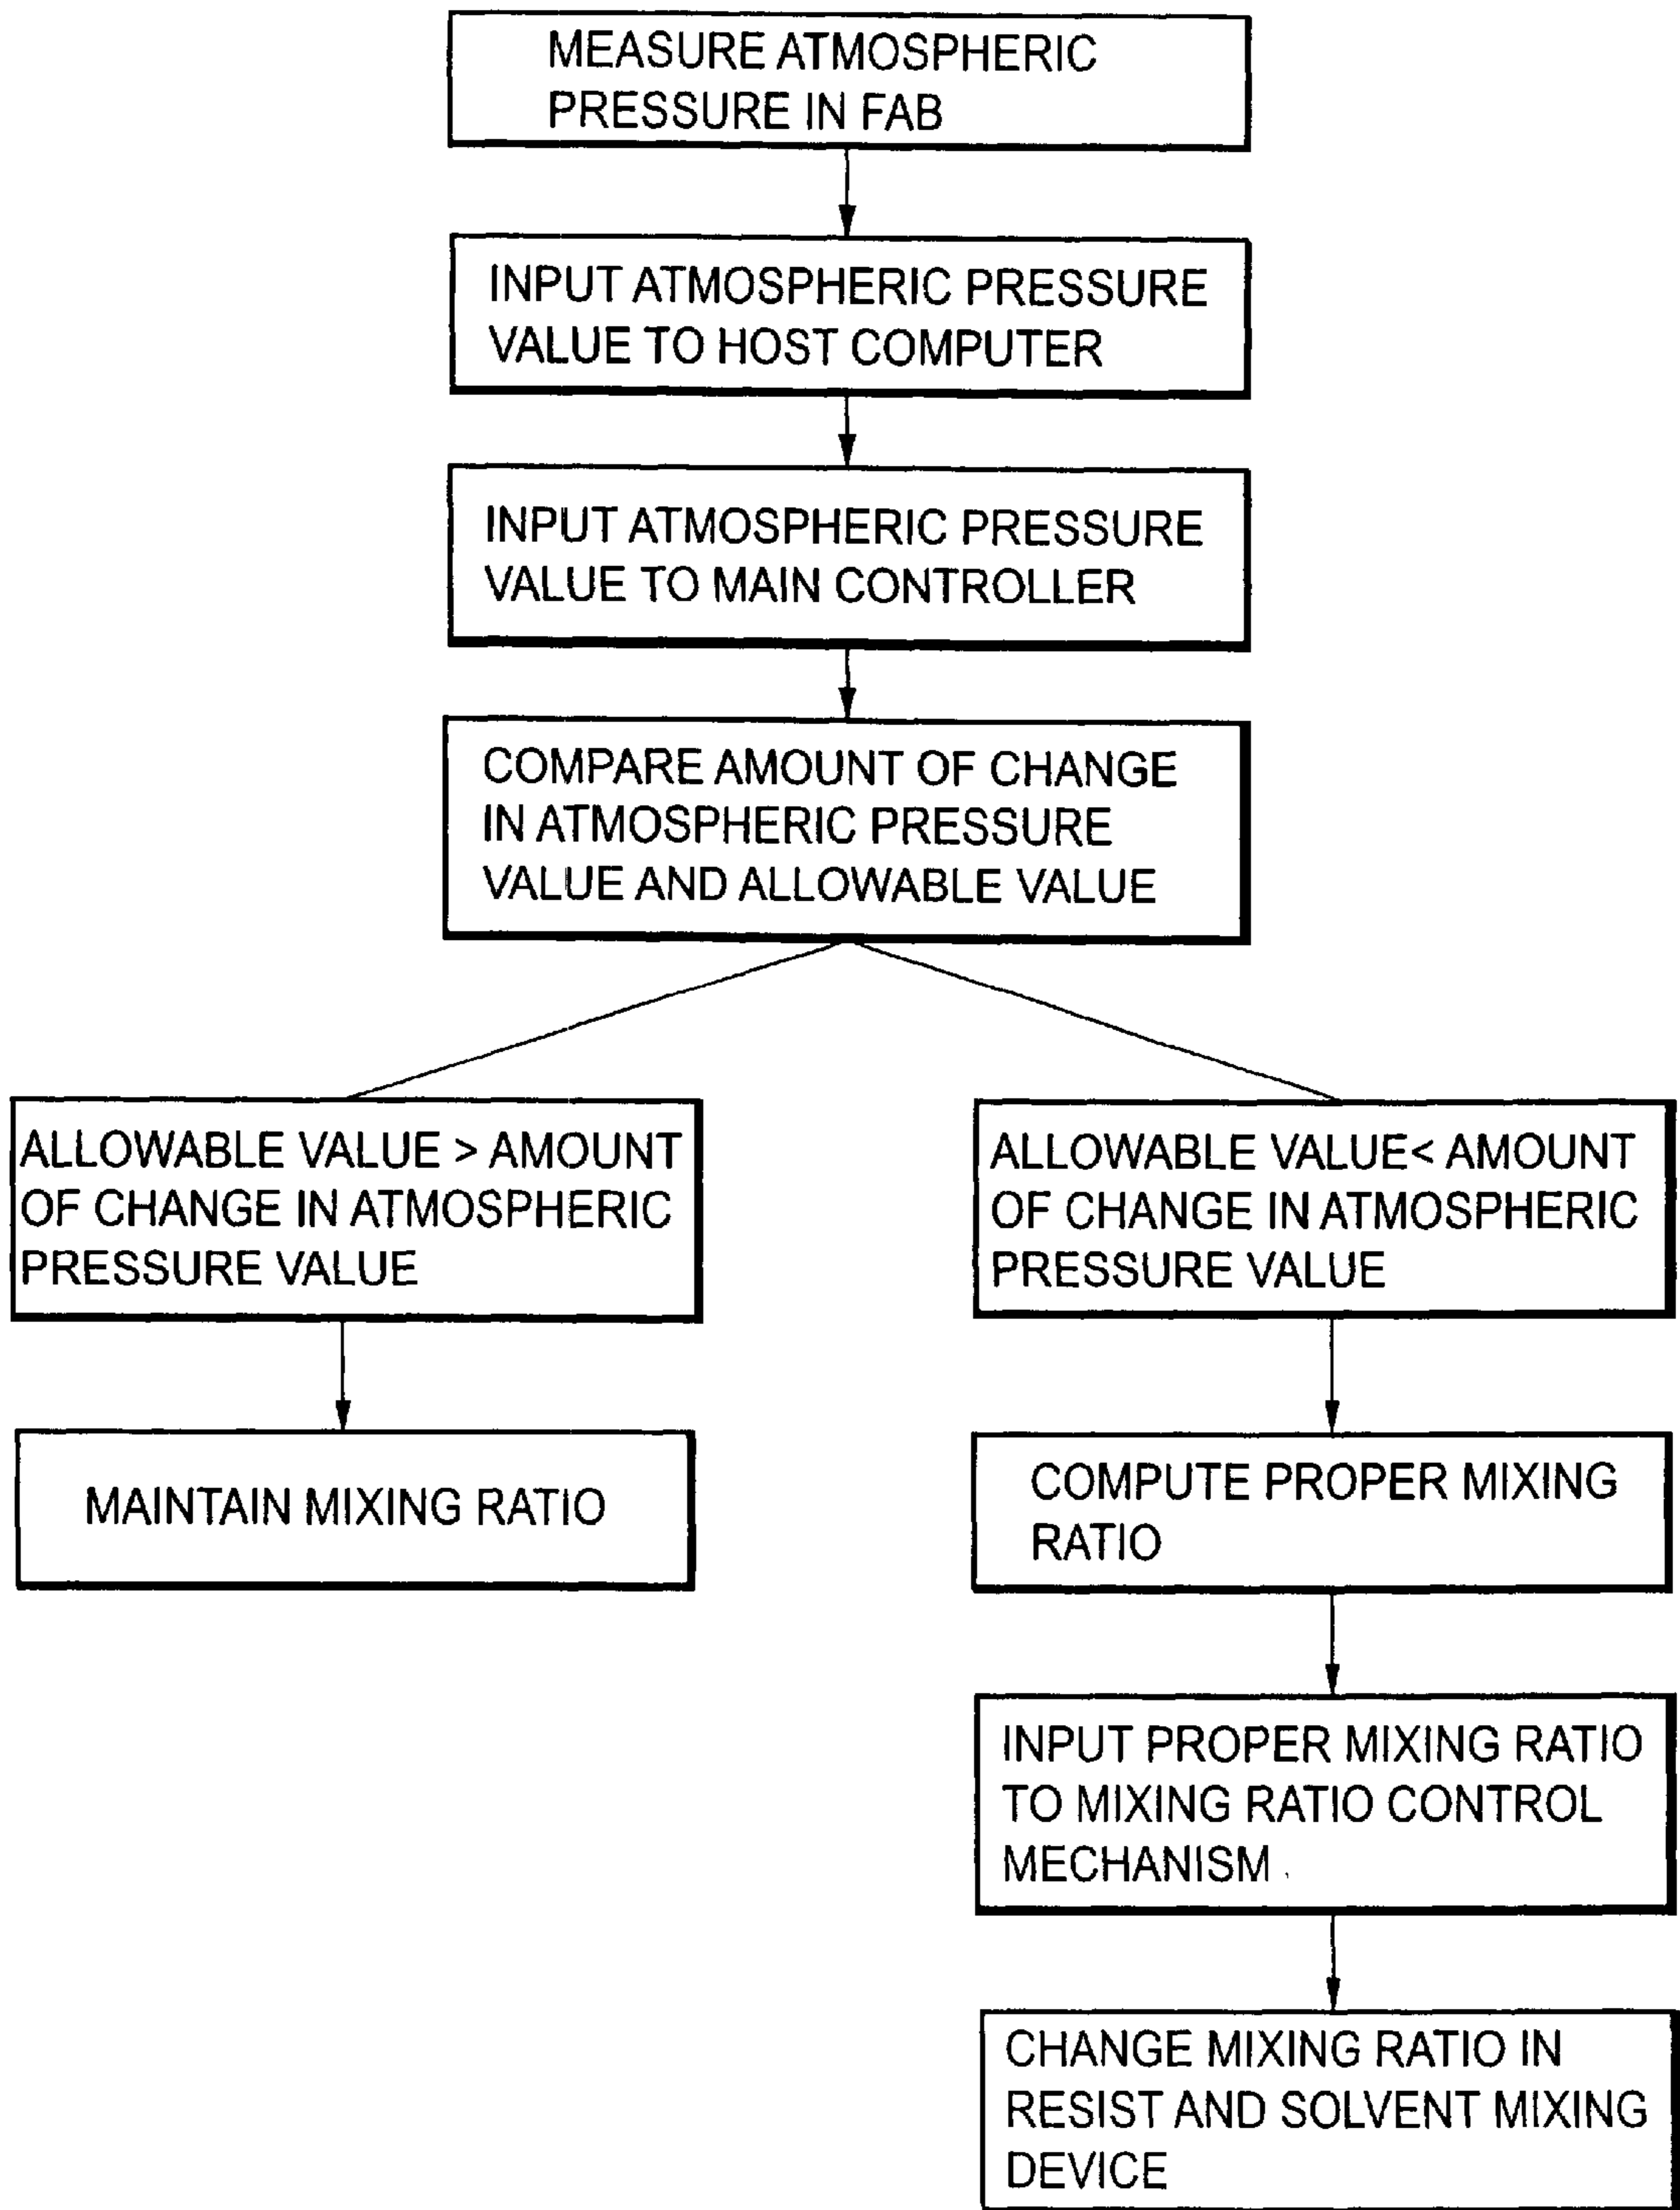 MEASURE ATMOSPHERIC
PRESSURE IN FAB
INPUT ATMOSPHERIC PRESSURE
VALUE TO HOST COMPUTER
INPUT ATMOSPHERIC PRESSURE
VALUE TO MAIN CONTROLLER
COMPARE AMOUNT OF CHANGE
IN ATMOSPHERIC PRESSURE
VALUE AND ALLOWABLE VALUE
ALLOWABLE VALUE > AMOUNT
OF CHANGE IN ATMOSPHERIC
PRESSURE VALUE
MAINTAIN MIXING RATIO
ALLOWABLE VALUE< AMOUNT
OF CHANGE IN ATMOSPHERIC
PRESSURE VALUE
COMPUTE PROPER MIXING
RATIO
INPUT PROPER MIXING RATIO
TO MIXING RATIO CONTROL
MECHANISM
CHANGE MIXING RATIO IN
RESIST AND SOLVENT MIXING
DEVICE